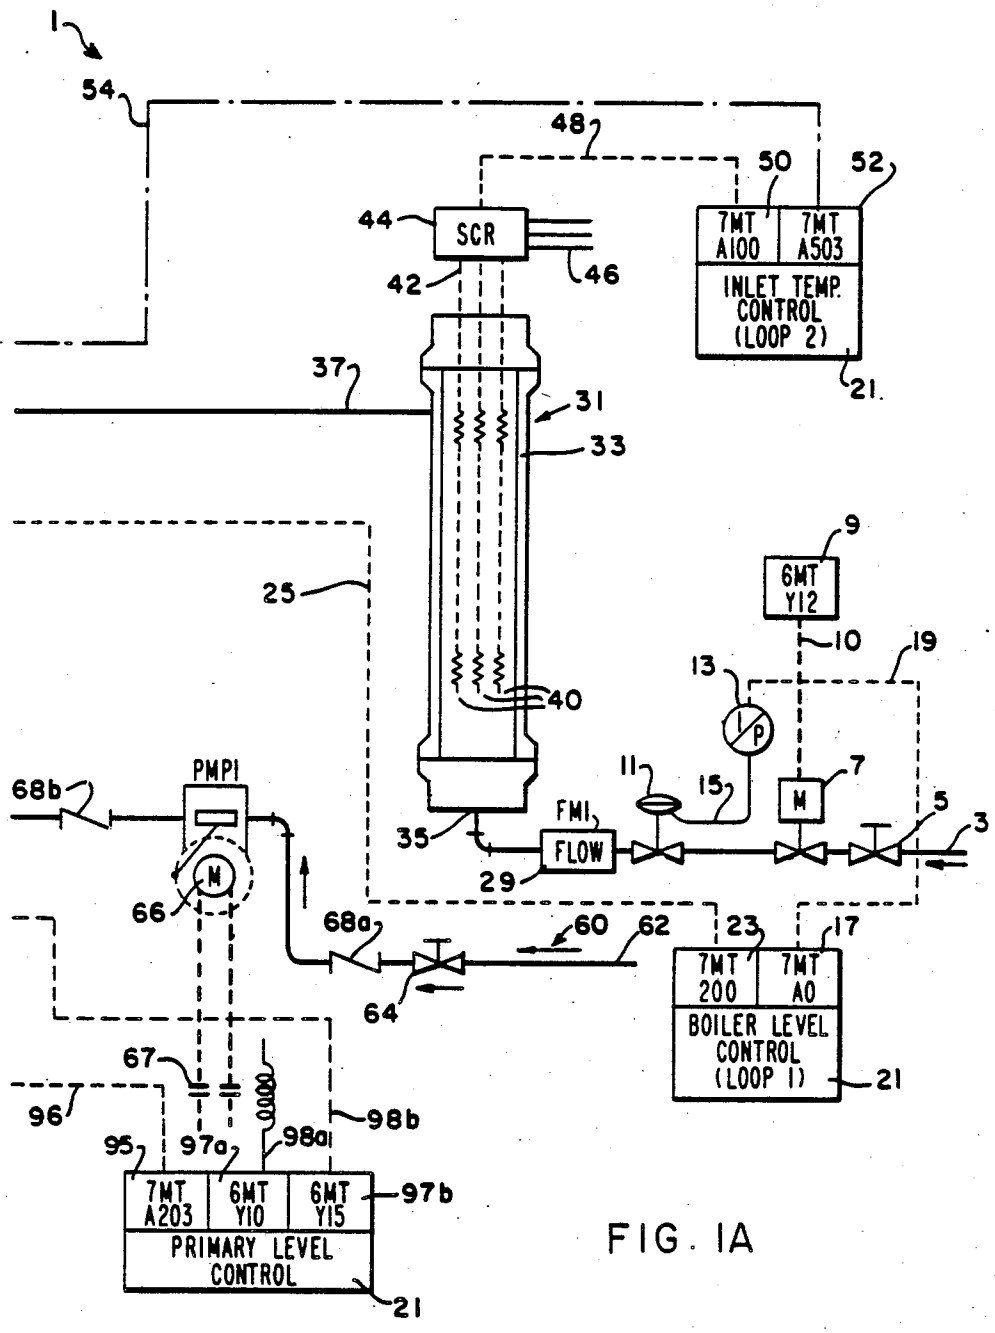 1
54
48
50
52
44
SCR
7MT
A100
7MT
A503
46
42
INLET TEMP.
CONTROL
(LOOP 2)
37
21
31
33
9
6MT
Y12
25
10
19
13
I/P
40
PMP1
11
15
7
68b
M
5
3
FM1
35
FLOW
29
M
66
68a
60
62
23
17
7MT
200
7MT
A0
64
BOILER LEVEL
CONTROL
(LOOP 1)
21
67
96
98b
95
97a
98a
7MT
A203
6MT
Y10
6MT
Y15
97b
PRIMARY LEVEL
CONTROL
21
FIG. 1A